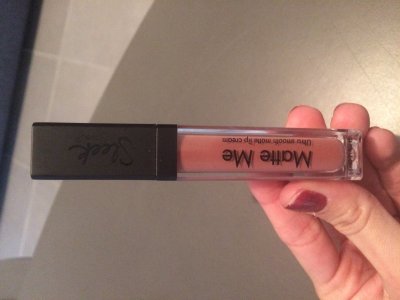 Sleek
Matte Me
Ultra smooth matte lip cream